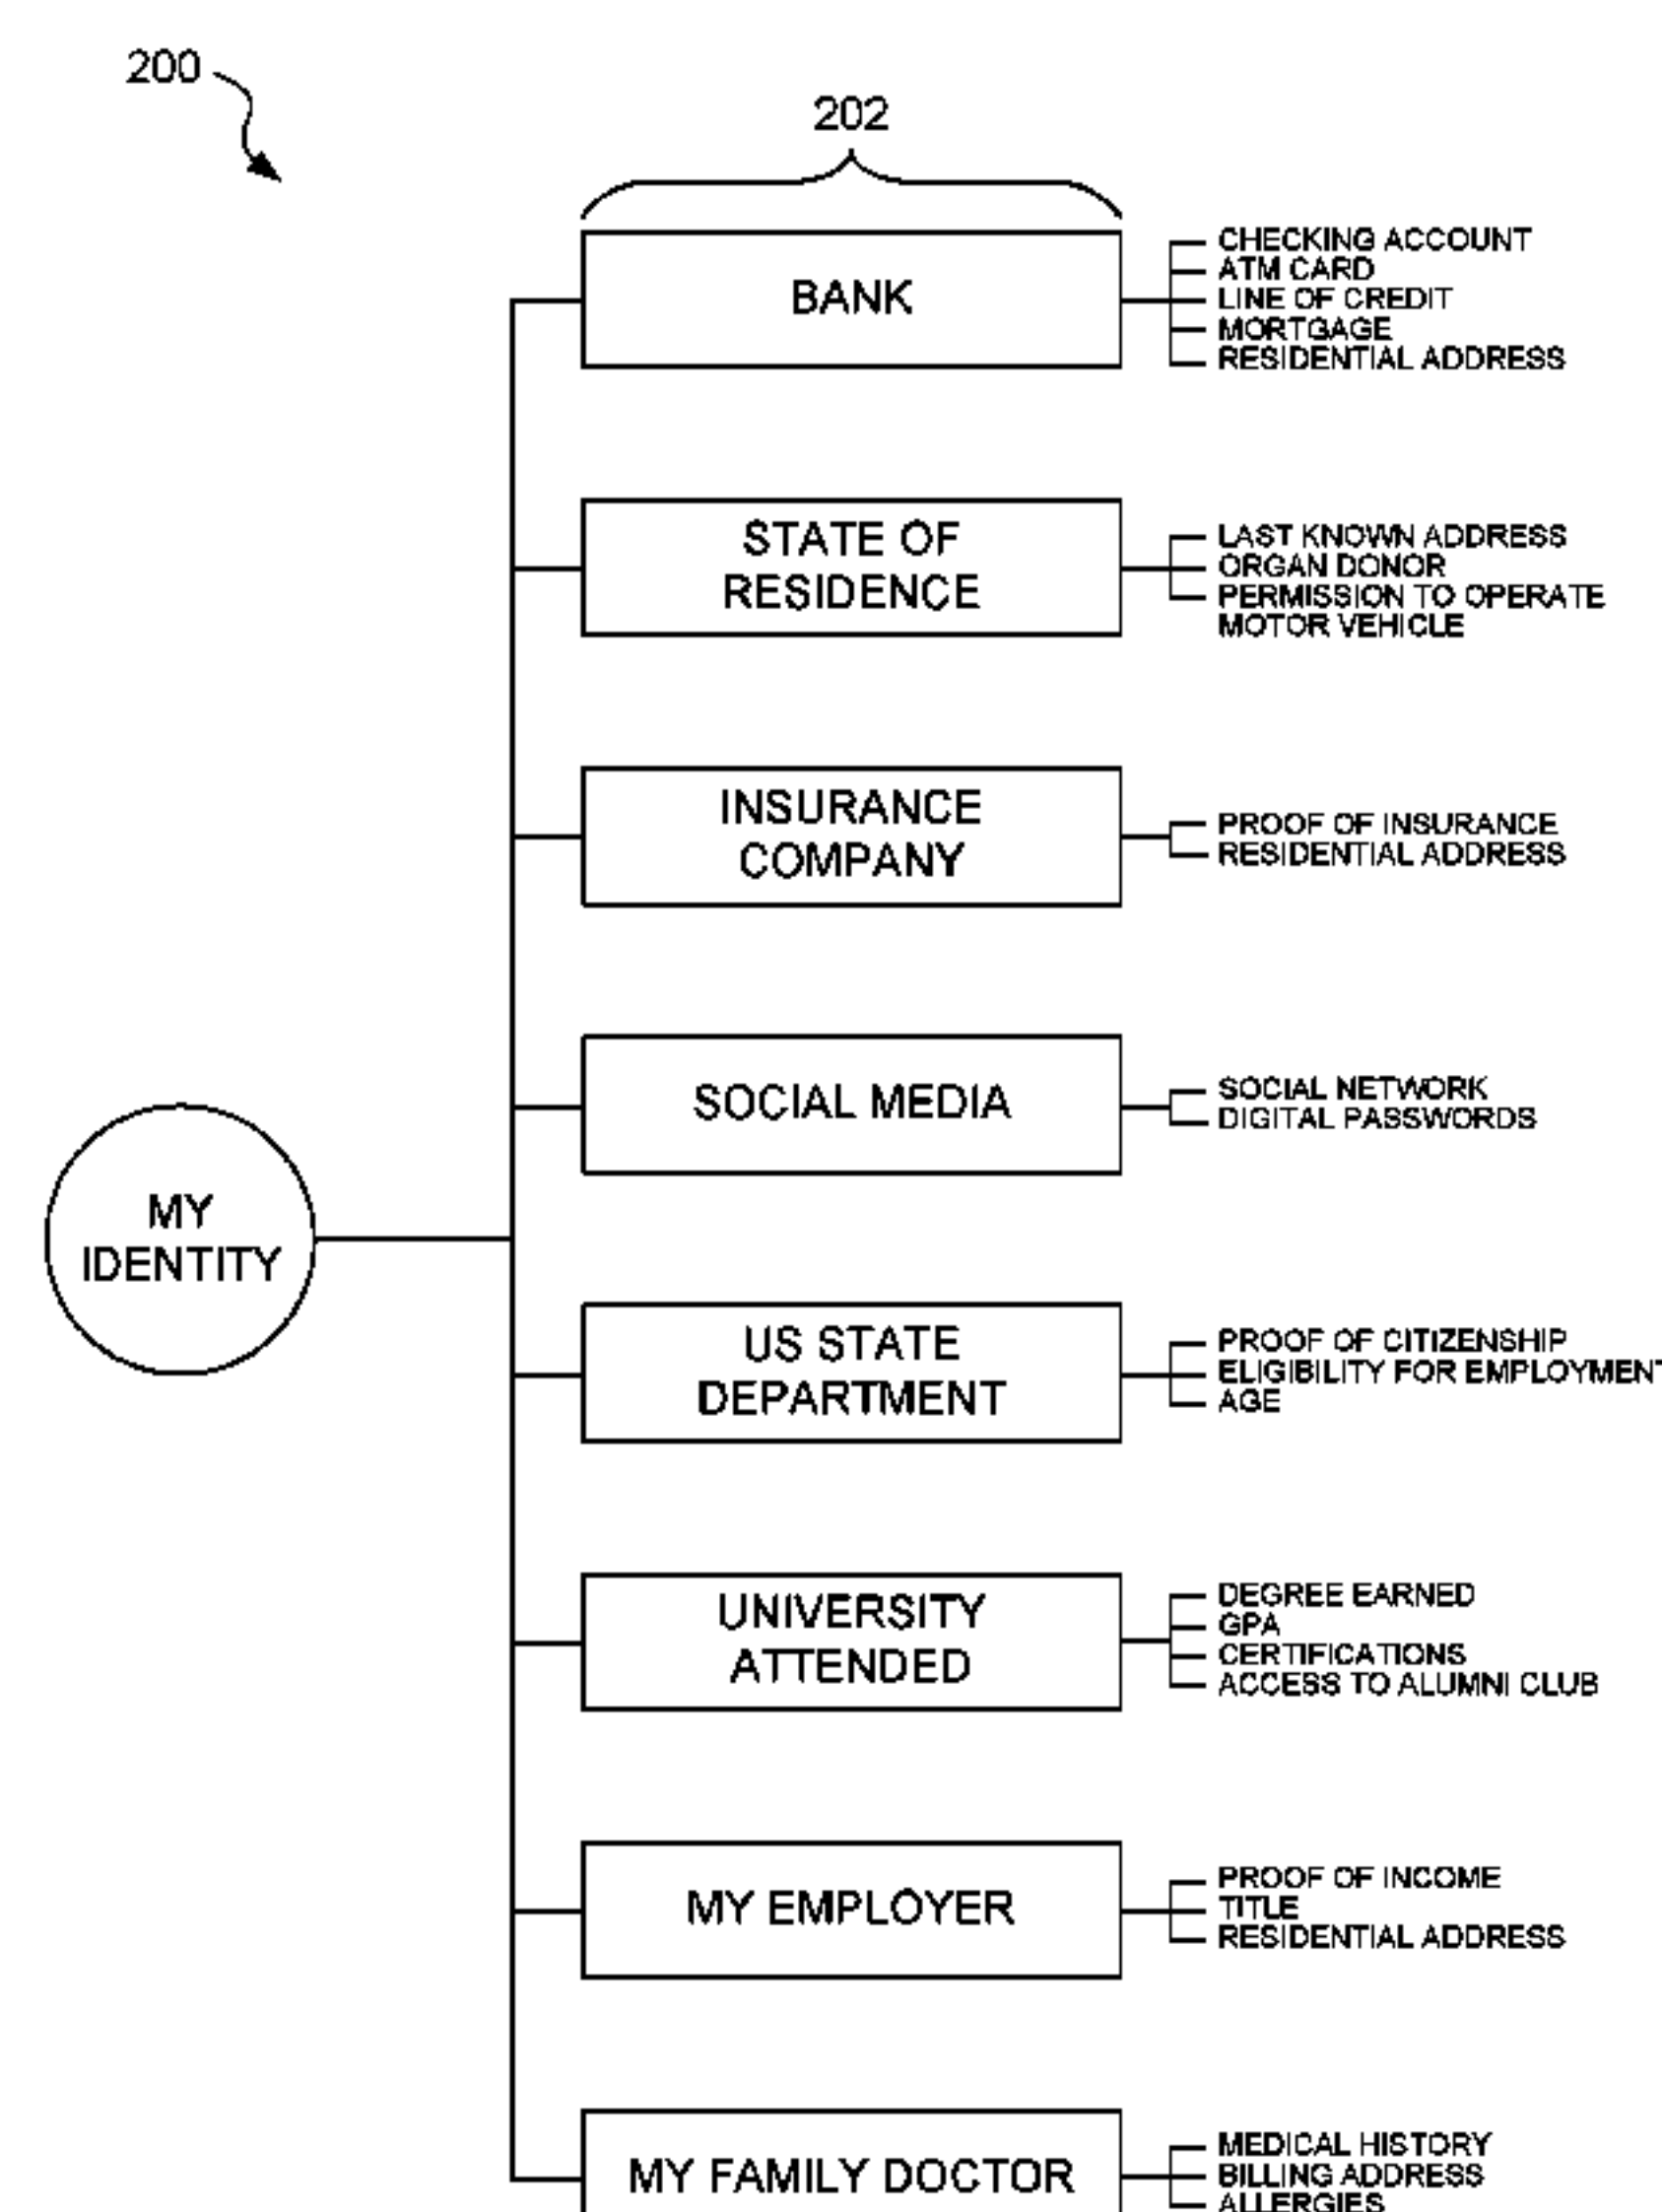 200
202
BANK
CHECKING ACCOUNT
ATM CARD
LINE OF CREDIT
MORTGAGE
RESIDENTIAL ADDRESS
STATE OF
RESIDENCE
LAST KNOWN ADDRESS
ORGAN DONOR
PERMISSION TO OPERATE
MOTOR VEHICLE
INSURANCE
COMPANY
PROOF OF INSURANCE
RESIDENTIAL ADDRESS
SOCIAL MEDIA
SOCIAL NETWORK
DIGITAL PASSWORDS
MY
IDENTITY
US STATE
DEPARTMENT
PROOF OF CITIZENSHIP
ELIGIBILITY FOR EMPLOYMENT
AGE
UNIVERSITY
ATTENDED
DEGREE EARNED
GPA
CERTIFICATIONS
ACCESS TO ALUMNI CLUB
MY EMPLOYER
PROOF OF INCOME
TITLE
RESIDENTIAL ADDRESS
MY FAMILY DOCTOR
MEDICAL HISTORY
BILLING ADDRESS
ALLERGIES